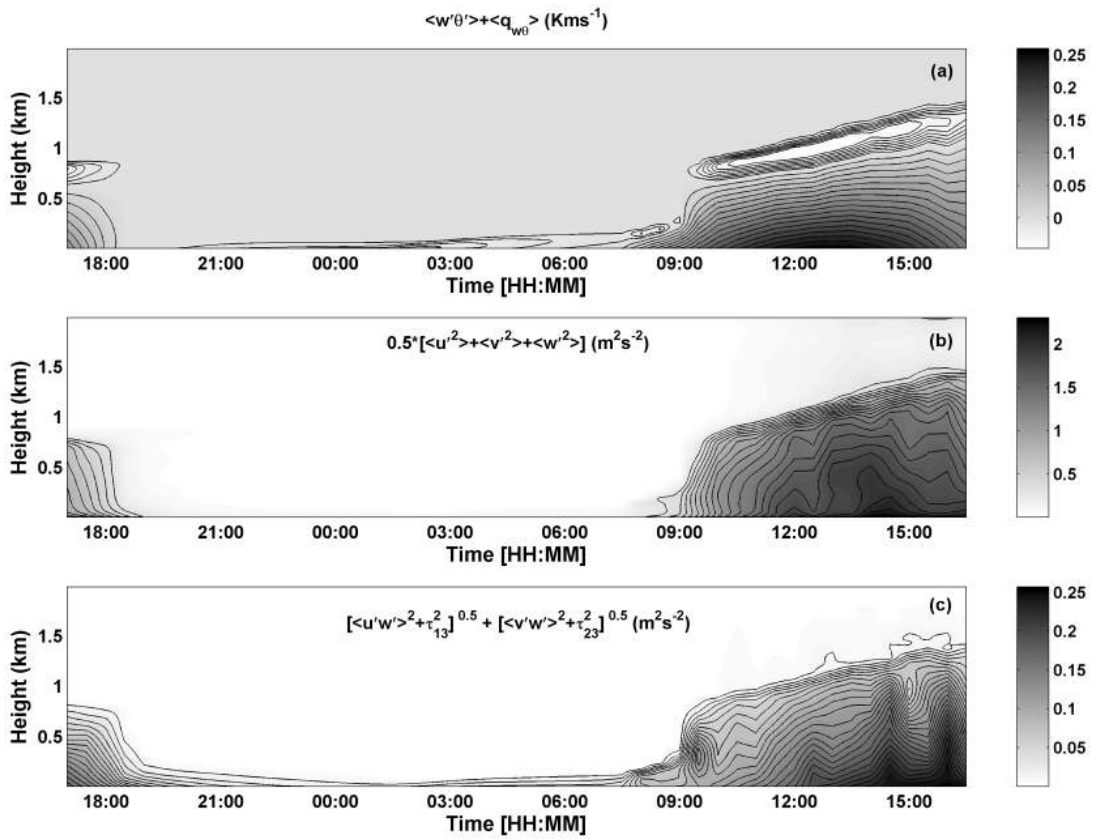 <w'θ'>+<q_wθ> (Kms⁻¹)
(a)
Height (km)
1.5
1
0.5
18:00 21:00 00:00 03:00 06:00 09:00 12:00 15:00
Time [HH:MM]
0.25
0.2
0.15
0.1
0.05
0
0.5*[<u'²>+<v'²>+<w'²>] (m²s⁻²)
(b)
Height (km)
1.5
1
0.5
18:00 21:00 00:00 03:00 06:00 09:00 12:00 15:00
Time [HH:MM]
2
1.5
1
0.5
[<u'w'>²+τ²₁₃]^0.5 + [<v'w'>²+τ²₂₃]^0.5 (m²s⁻²)
(c)
Height (km)
1.5
1
0.5
18:00 21:00 00:00 03:00 06:00 09:00 12:00 15:00
Time [HH:MM]
0.25
0.2
0.15
0.1
0.05